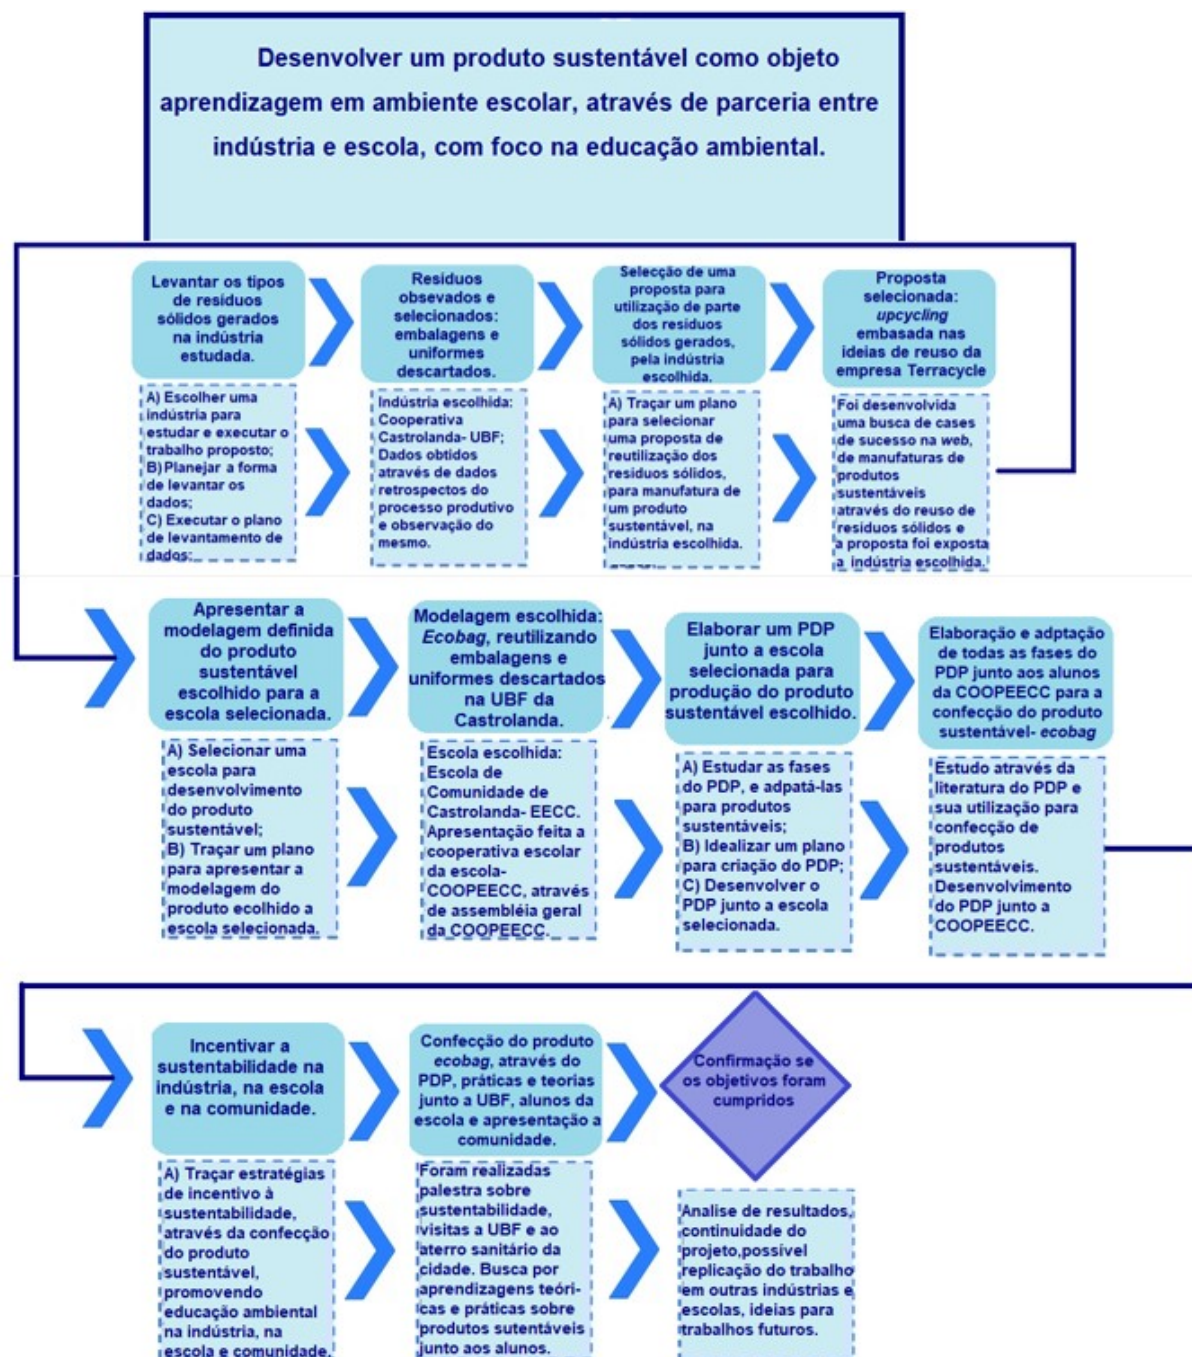 Desenvolver um produto sustentável como objeto
aprendizagem em ambiente escolar, através de parceria entre
indústria e escola, com foco na educação ambiental.
Levantar os tipos
de resíduos
sólidos gerados
na indústria
estudada.
Resíduos
obsevados e
selecionados:
embalagens e
uniformes
descartados.
Selecção de uma
proposta para
utilização de parte
dos resíduos
sólidos gerados,
pela indústria
escolhida.
Proposta
selecionada:
upcycling
embasada nas
ideias de reuso da
empresa Terracycle
A) Escolher uma
indústria para
estudar e executar o
trabalho proposto;
B) Planejar a forma
de levantar os
dados;
C) Executar o plano
de levantamento de
dados;
Indústria escolhida:
Cooperativa
Castrolanda- UBF;
Dados obtidos
através de dados
retrospectos do
processo produtivo
e observação do
mesmo.
A) Traçar um plano
para selecionar
uma proposta de
reutilização dos
resíduos sólidos,
para manufatura de
um produto
sustentável, na
indústria escolhida.
Foi desenvolvida
uma busca de cases
de sucesso na web,
de manufaturas de
produtos
sustentáveis
através do reuso de
resíduos sólidos e
a proposta foi exposta
a indústria escolhida.
Apresentar a
modelagem definida
do produto
sustentável
escolhido para a
escola selecionada.
Modelagem escolhida:
Ecobag, reutilizando
embalagens e
uniformes descartados
na UBF da
Castrolanda.
Elaborar um PDP
junto a escola
selecionada para
produção do produto
sustentável escolhido.
Elaboração e adptação
de todas as fases do
PDP junto aos alunos
da COOPEECC para a
confecção do produto
sustentável- ecobag
A) Selecionar uma
escola para
desenvolvimento
do produto
sustentável;
B) Traçar um plano
para apresentar a
modelagem do
produto ecolhido a
escola selecionada.
Escola escolhida:
Escola de
Comunidade de
Castrolanda- EECC.
Apresentação feita a
cooperativa escolar
da escola-
COOPEECC, através
de assembléia geral
da COOPEECC.
A) Estudar as fases
do PDP, e adpatá-las
para produtos
sustentáveis;
B) Idealizar um plano
para criação do PDP;
C) Desenvolver o
PDP junto a escola
selecionada.
Estudo através da
literatura do PDP e
sua utilização para
confecção de
produtos
sustentáveis.
Desenvolvimento
do PDP junto a
COOPEECC.
Incentivar a
sustentabilidade na
indústria, na escola
e na comunidade.
Confecção do produto
ecobag, através do
PDP, práticas e teorias
junto a UBF, alunos da
escola e apresentação a
comunidade.
Confirmação se
os objetivos foram
cumpridos
A) Traçar estratégias
de incentivo à
sustentabilidade,
através da confecção
do produto
sustentável,
promovendo
educação ambiental
na indústria, na
escola e comunidade.
Foram realizadas
palestra sobre
sustentabilidade,
visitas a UBF e ao
aterro sanitário da
cidade. Busca por
aprendizagens teóri-
cas e práticas sobre
produtos sutentáveis
junto aos alunos.
Analise de resultados,
continuidade do
projeto,possível
replicação do trabalho
em outras indústrias e
escolas, ideias para
trabalhos futuros.